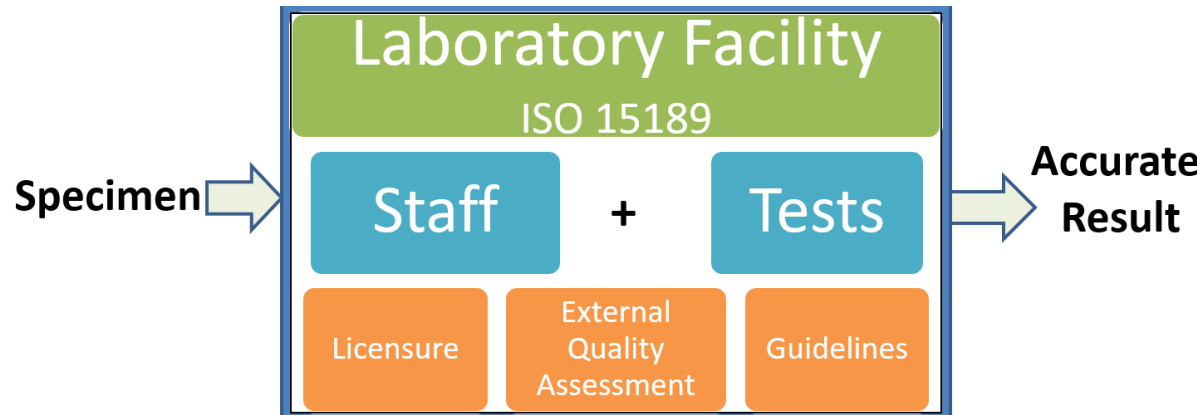 Laboratory Facility
ISO 15189
Specimen
Staff
+
Tests
Accurate
Result
Licensure
External
Quality
Assessment
Guidelines